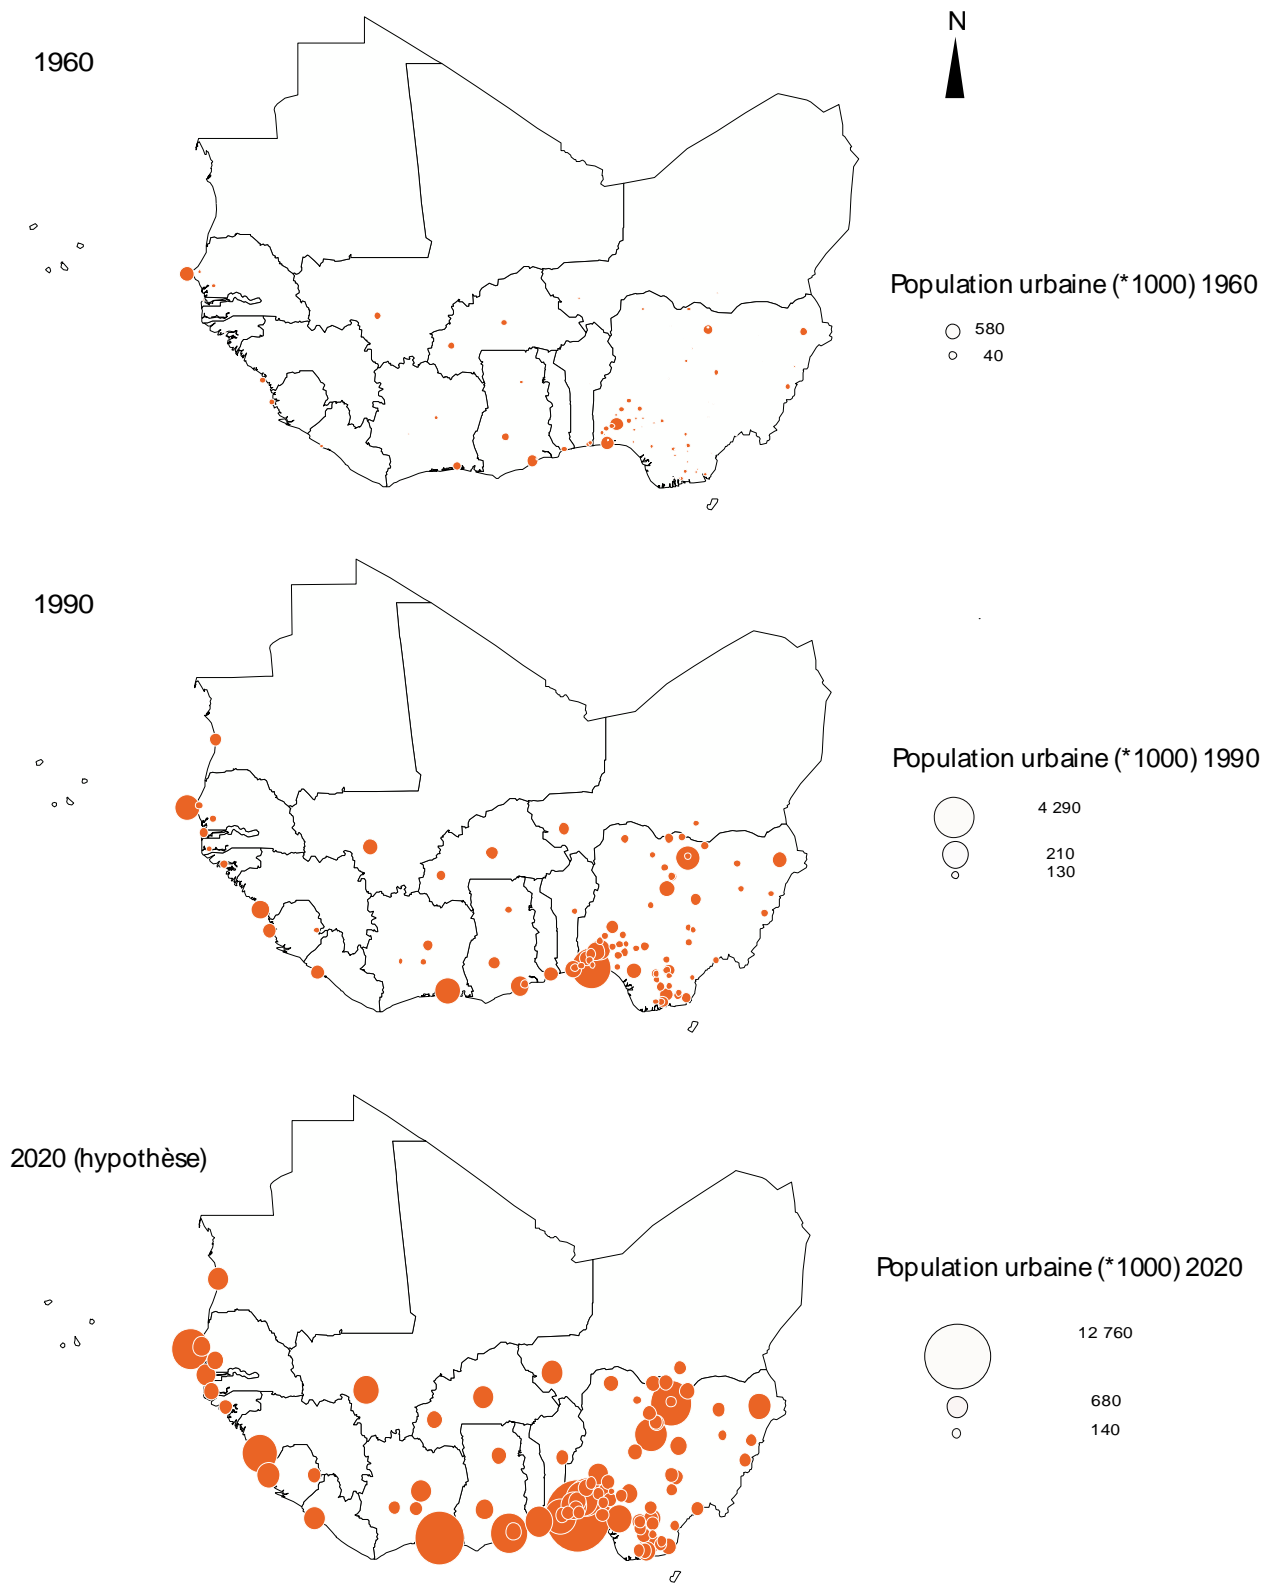 N
1960
Population urbaine (*1000) 1960
580
40
1990
Population urbaine (*1000) 1990
4 290
210
130
2020 (hypothèse)
Population urbaine (*1000) 2020
12 760
680
140